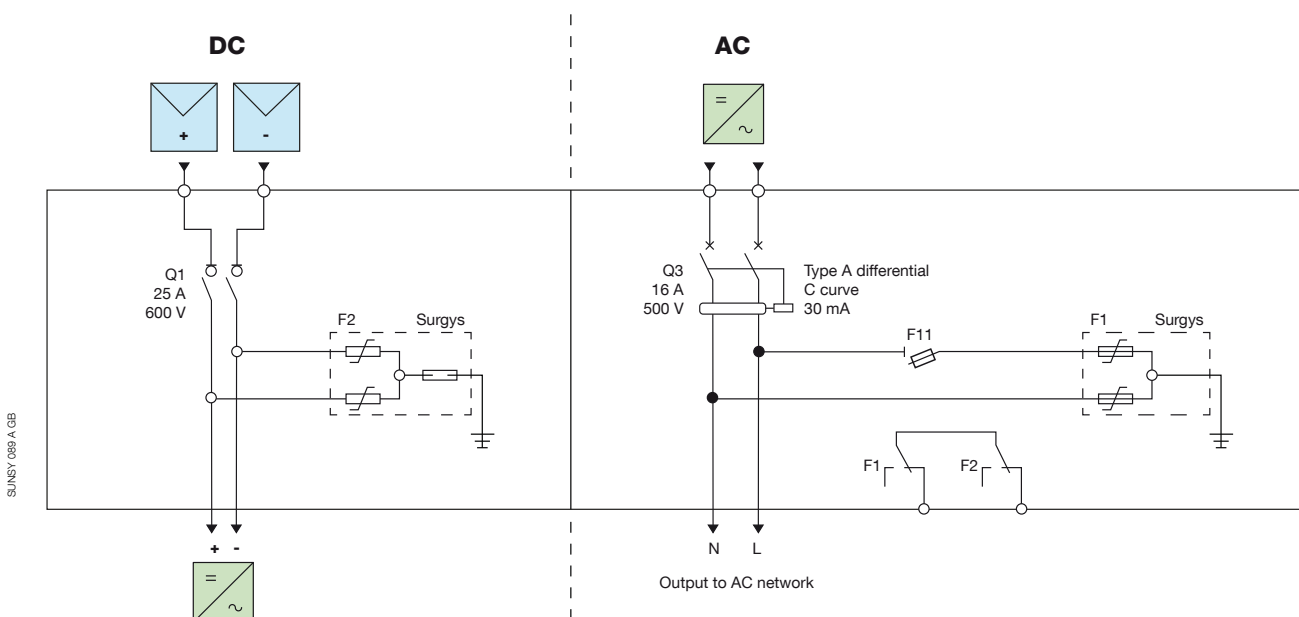 DC
AC
+
-
=
~
Q1
25 A
600 V
F2
Surgys
Q3
16 A
500 V
Type A differential
C curve
30 mA
F11
F1
Surgys
F1
F2
SUNSY 089 A GB
+ -
N
L
Output to AC network
=
~